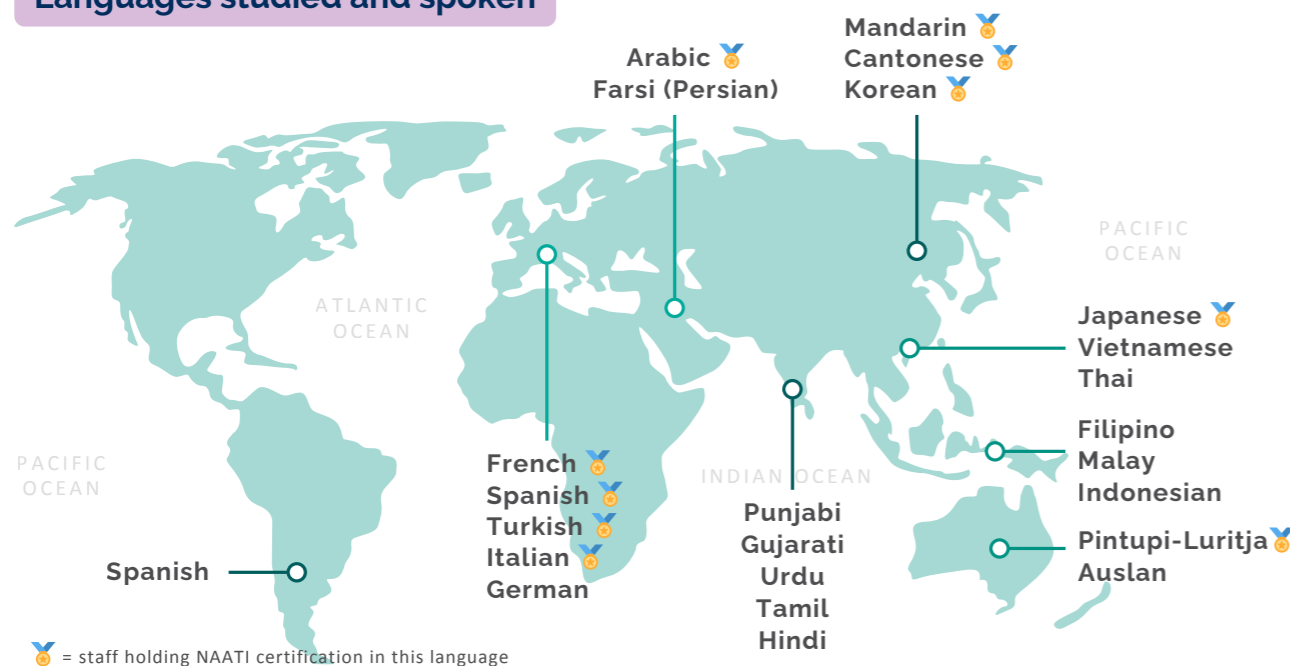 Languages studied and spoken
Mandarin
Cantonese
Korean
Arabic
Farsi (Persian)
PACIFIC
OCEAN
ATLANTIC
OCEAN
Japanese
Vietnamese
Thai
Filipino
Malay
Indonesian
PACIFIC
OCEAN
French
Spanish
Turkish
Italian
German
INDIAN OCEAN
Punjabi
Gujarati
Urdu
Tamil
Hindi
Pintupi-Luritja
Auslan
Spanish
= staff holding NAATI certification in this language